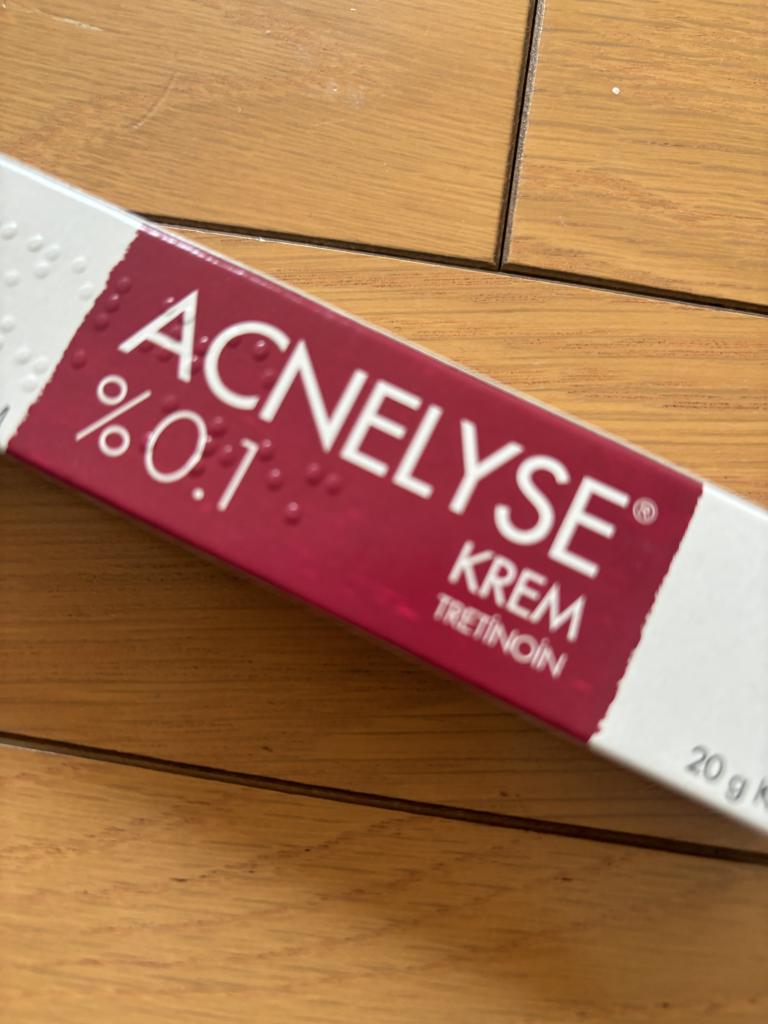 ACNELYSE®
%0.1
KREM
TRETİNOİN
20 g